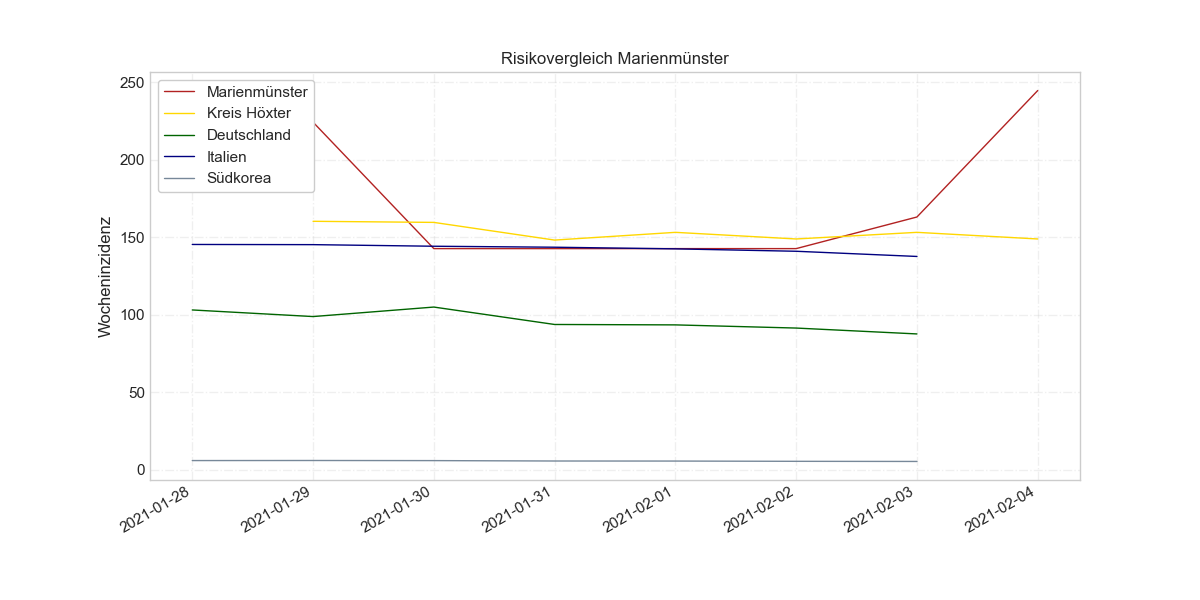 Risikovergleich Marienmünster
Wocheninzidenz
250
200
150
100
50
0
Marienmünster
Kreis Höxter
Deutschland
Italien
Südkorea
2021-01-28
2021-01-29
2021-01-30
2021-01-31
2021-02-01
2021-02-02
2021-02-03
2021-02-04